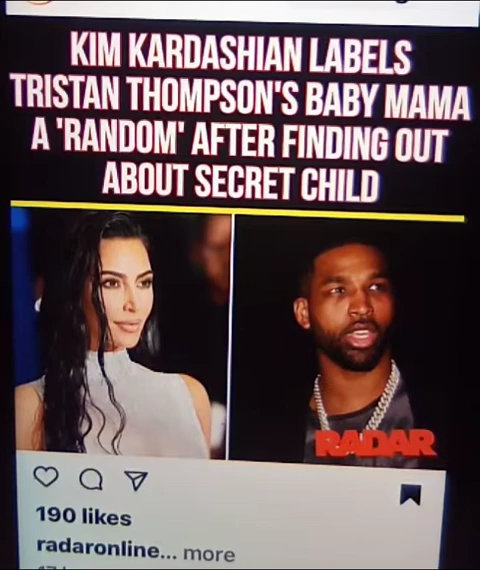 KIM KARDASHIAN LABELS
TRISTAN THOMPSON'S BABY MAMA
A 'RANDOM' AFTER FINDING OUT
ABOUT SECRET CHILD
RADAR
190 likes
radaronline... more